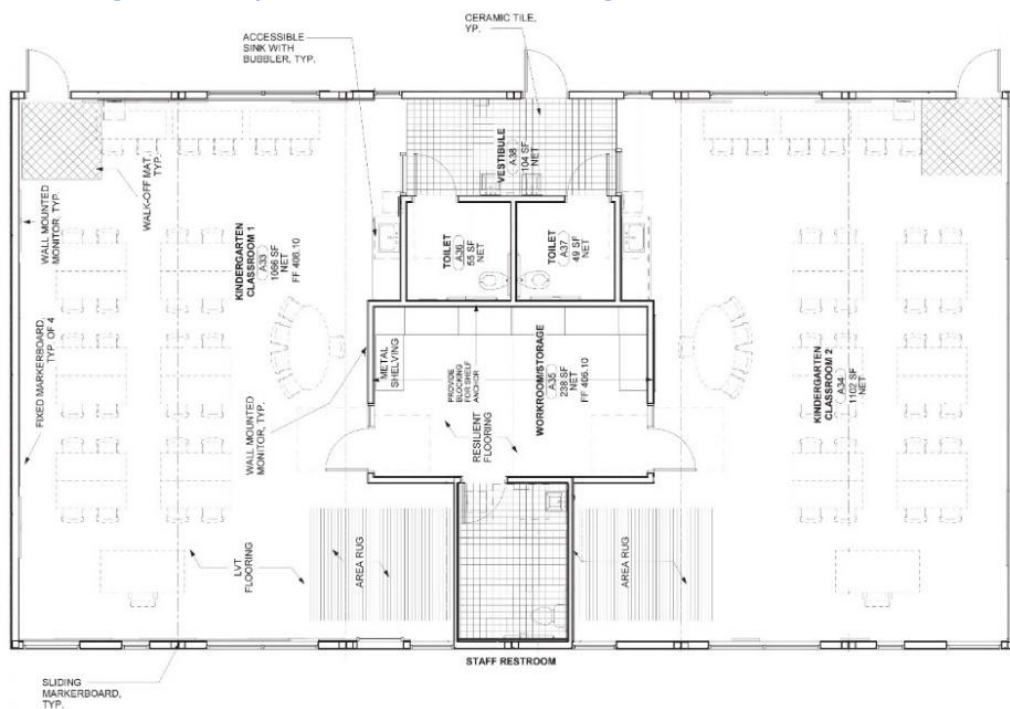 CERAMIC TILE,
YP.
ACCESSIBLE
SINK WITH
BUBBLER, TYP.
WALL MOUNTED
MONITOR, TYP.
WALK-OFF MAT,
TYP.
KINDERGARTEN
CLASSROOM 1
A33
1066 SF
NET
FF 406.10
VESTIBULE
A38
104 SF
NET
TOILET
A36
55 SF
NET
TOILET
A37
49 SF
NET
FIXED MARKERBOARD,
TYP. OF 4
WALL MOUNTED
MONITOR, TYP.
METAL
SHELVING
PROVIDE
BLOCKING
FOR SHELF
ANCHOR
RESILIENT
FLOORING
WORKROOM/STORAGE
A35
238 SF
NET
FF 406.10
KINDERGARTEN
CLASSROOM 2
A34
1102 SF
NET
LVT
FLOORING
AREA RUG
AREA RUG
STAFF RESTROOM
SLIDING
MARKERBOARD,
TYP.